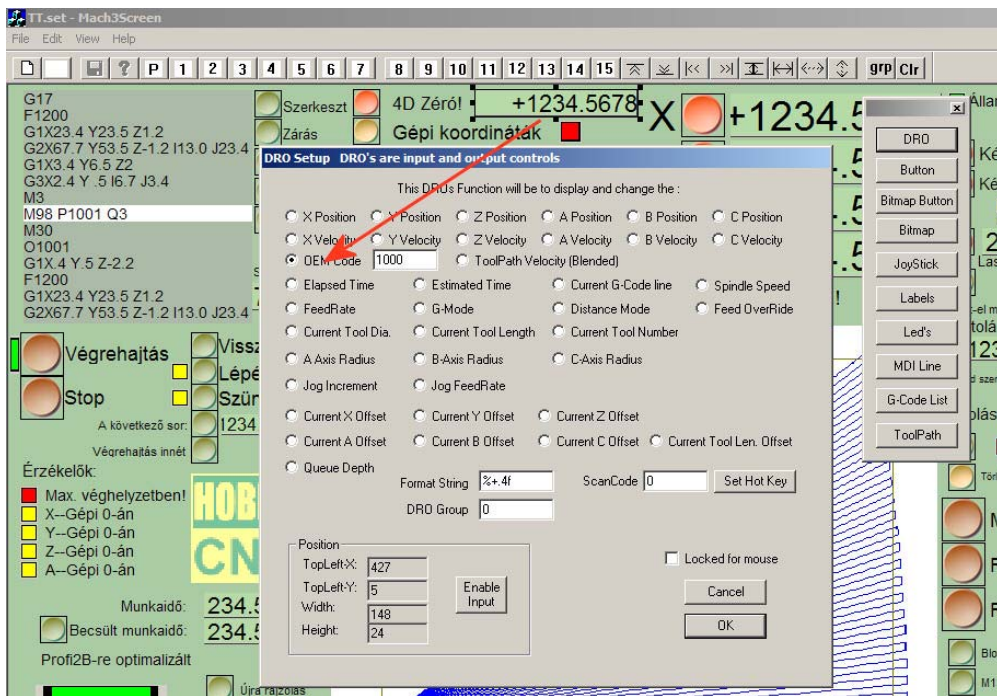 TT.set - Mach3Screen
File Edit View Help
P 1 2 3 4 5 6 7 8 9 10 11 12 13 14 15 grp Clr
G17
F1200
G1X23.4 Y23.5 Z1.2
G2X67.7 Y53.5 Z-1.2 I13.0 J23.4
G1X3.4 Y6.5 Z2
G3X2.4 Y .5 I6.7 J3.4
M3
M98 P1001 Q3
M30
O1001
G1X.4 Y.5 Z-2.2
F1200
G1X23.4 Y23.5 Z1.2
G2X67.7 Y53.5 Z-1.2 I13.0 J23.4
Szerkeszt
Zárás
4D Zéró!
+1234.5678
Gépi koordináták
X
+1234.5
DRO Setup DRO's are input and output controls
This DROs Function will be to display and change the :
X Position Y Position Z Position A Position B Position C Position
X Velocity Y Velocity Z Velocity A Velocity B Velocity C Velocity
OEM Code 1000 ToolPath Velocity (Blended)
Elapsed Time Estimated Time Current G-Code line Spindle Speed
FeedRate G-Mode Distance Mode Feed OverRide
Current Tool Dia. Current Tool Length Current Tool Number
A Axis Radius B-Axis Radius C-Axis Radius
Jog Increment Jog FeedRate
Current X Offset Current Y Offset Current Z Offset
Current A Offset Current B Offset Current C Offset Current Tool Len. Offset
Queue Depth
Format String %+.4f ScanCode 0 Set Hot Key
DRO Group 0
Position
TopLeft-X: 427
TopLeft-Y: 5
Width: 148
Height: 24
Enable Input
Locked for mouse
Cancel
OK
DRO
Button
Bitmap Button
Bitmap
JoyStick
Labels
Led's
MDI Line
G-Code List
ToolPath
Végrehajtás
Stop
Vissz
Lépé
Szün
A következő sor:
1234
Végrehajtás innét
Érzékelők:
Max. véghelyzetben!
X--Gépi 0-án
Y--Gépi 0-án
Z--Gépi 0-án
A--Gépi 0-án
HOB
CN
Munkaidő: 234.5
Becsült munkaidő: 234.5
Profi2B-re optimalizált
Újra rajzolás